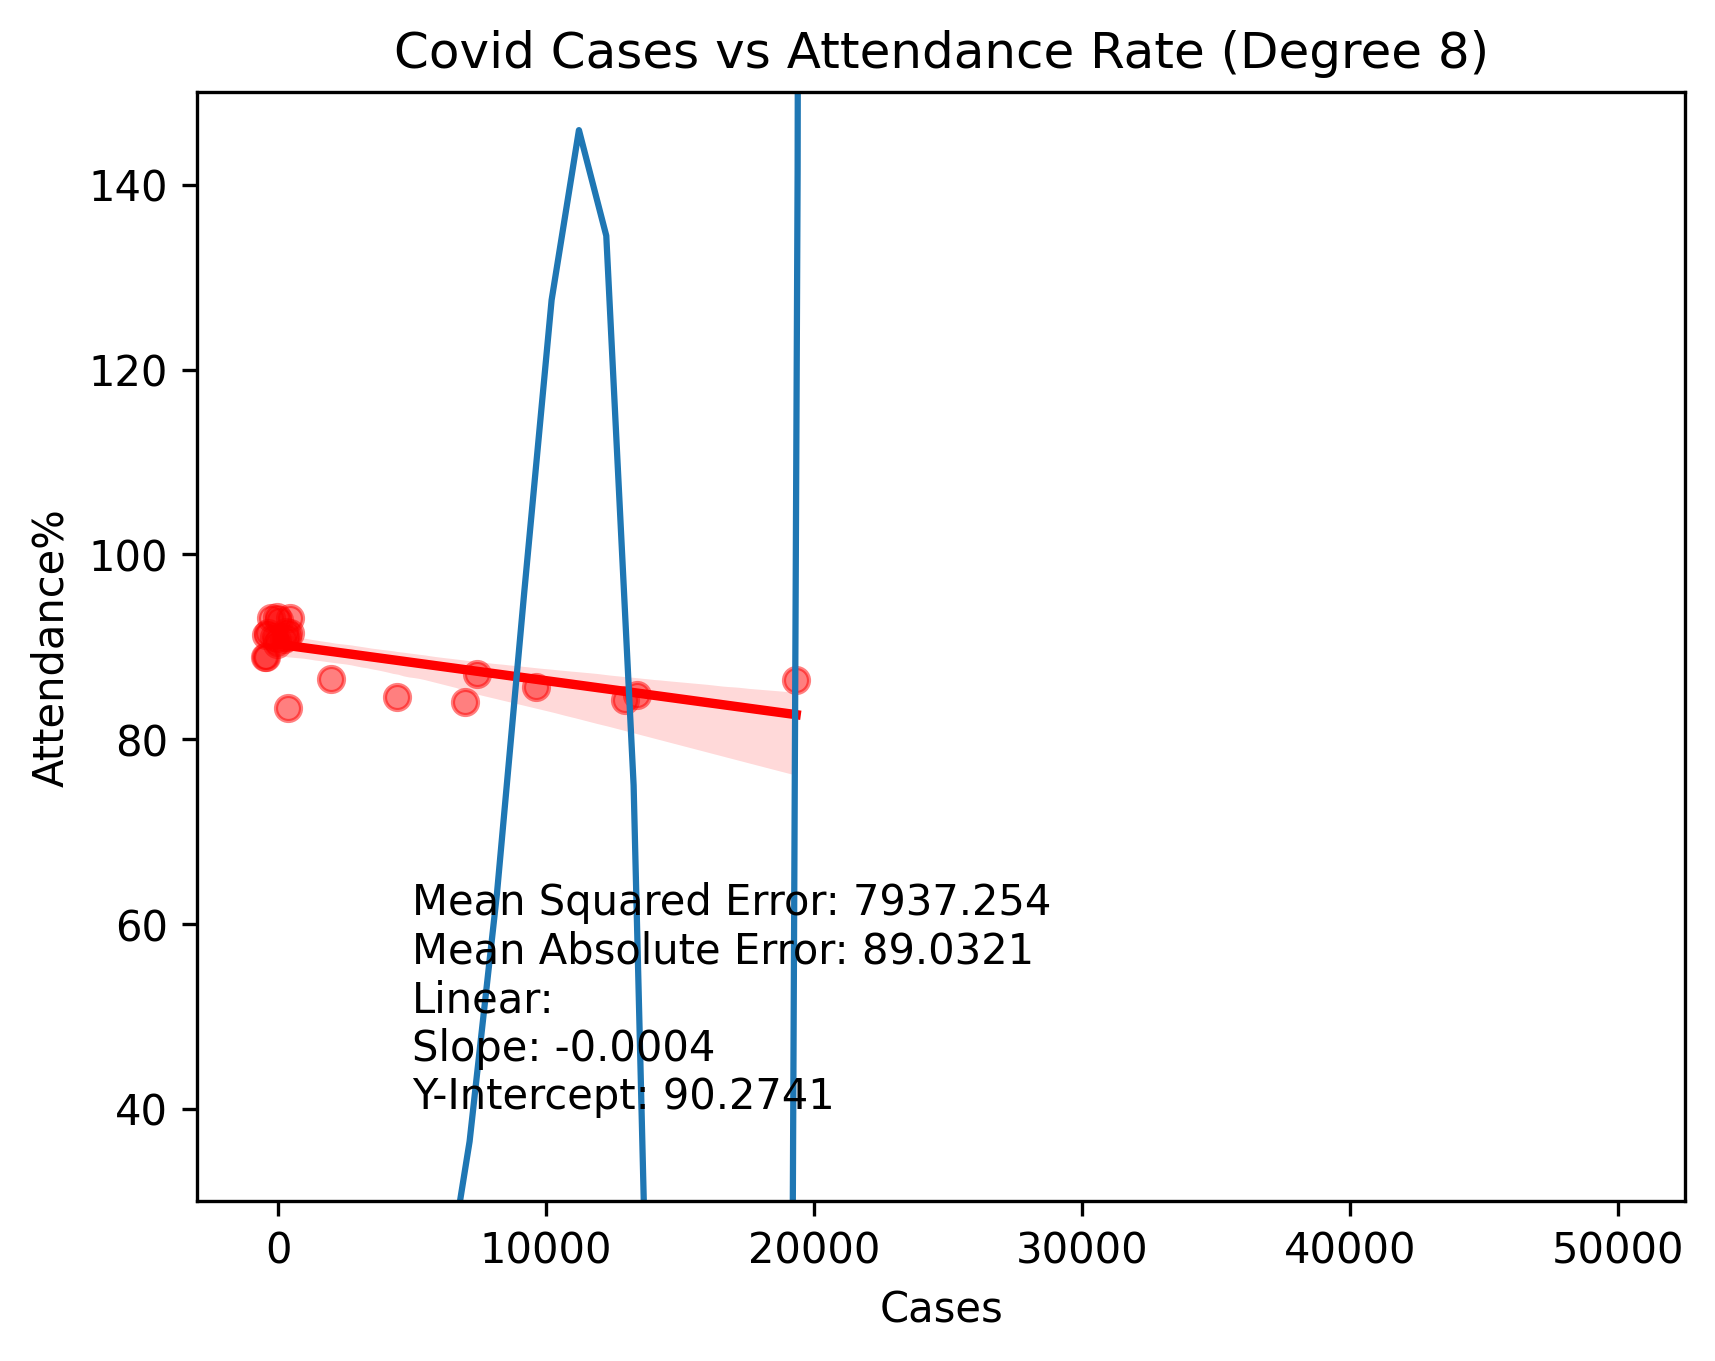 Covid Cases vs Attendance Rate (Degree 8)
140
120
100
80
60
40
Attendance%
Mean Squared Error: 7937.254
Mean Absolute Error: 89.0321
Linear:
Slope: -0.0004
Y-Intercept: 90.2741
0 10000 20000 30000 40000 50000
Cases